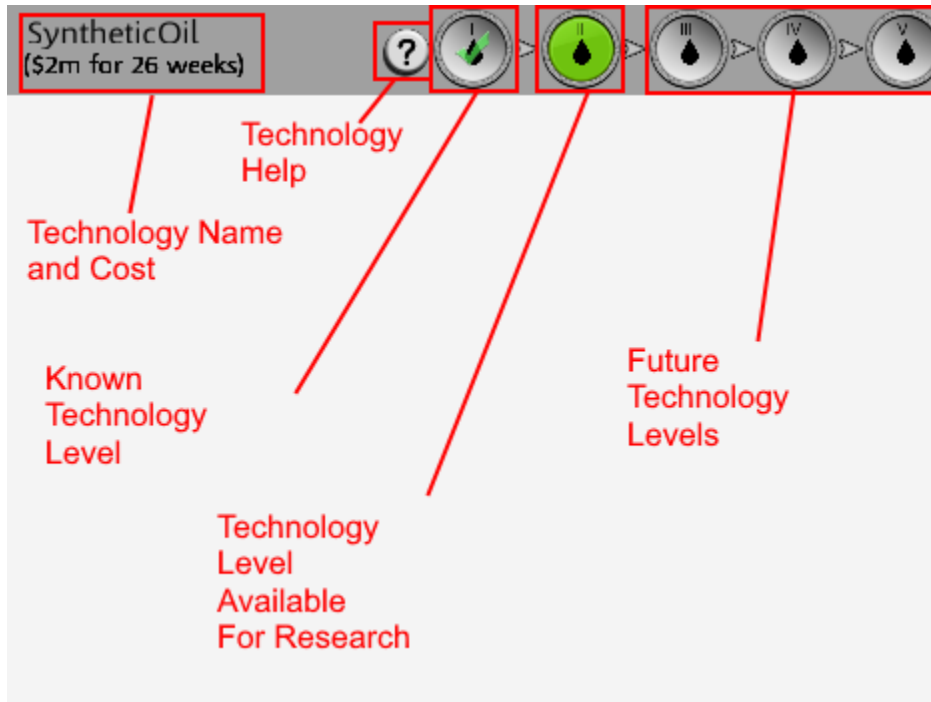 SyntheticOil
($2m for 26 weeks)
?
I
II
III
IV
V
Technology
Help
Technology Name
and Cost
Known
Technology
Level
Future
Technology
Levels
Technology
Level
Available
For Research